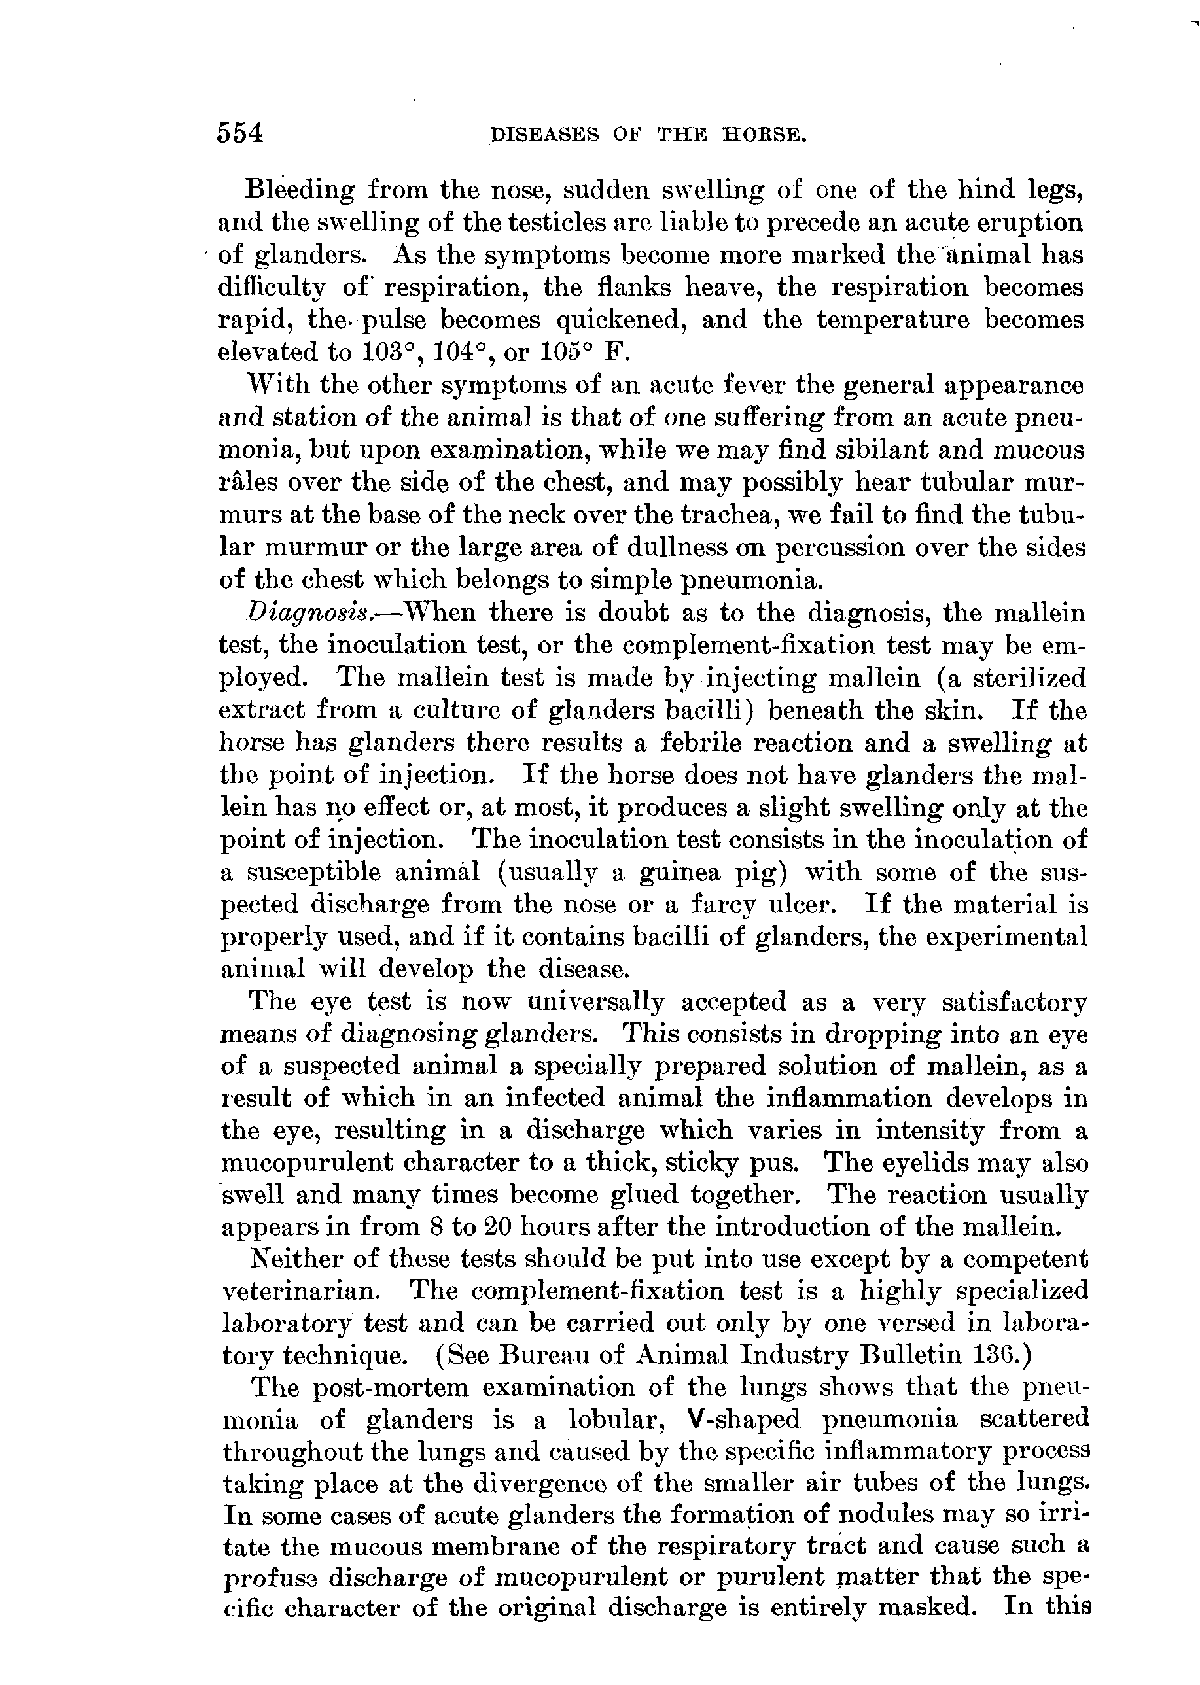 554 DISEASES OF THE HORSE.
Bleeding from the nose, sudden swelling of one of the hind legs,
and the swelling of the testicles are liable to precede an acute eruption
of glanders. As the symptoms become more marked the animal has
difficulty of respiration, the flanks heave, the respiration becomes
rapid, the pulse becomes quickened, and the temperature becomes
elevated to 103°, 104°, or 105° F.
With the other symptoms of an acute fever the general appearance
and station of the animal is that of one suffering from an acute pneu-
monia, but upon examination, while we may find sibilant and mucous
râles over the side of the chest, and may possibly hear tubular mur-
murs at the base of the neck over the trachea, we fail to find the tubu-
lar murmur or the large area of dullness on percussion over the sides
of the chest which belongs to simple pneumonia.
Diagnosis.—When there is doubt as to the diagnosis, the mallein
test, the inoculation test, or the complement-fixation test may be em-
ployed. The mallein test is made by injecting mallein (a sterilized
extract from a culture of glanders bacilli) beneath the skin. If the
horse has glanders there results a febrile reaction and a swelling at
the point of injection. If the horse does not have glanders the mal-
lein has no effect or, at most, it produces a slight swelling only at the
point of injection. The inoculation test consists in the inoculation of
a susceptible animal (usually a guinea pig) with some of the sus-
pected discharge from the nose or a farcy ulcer. If the material is
properly used, and if it contains bacilli of glanders, the experimental
animal will develop the disease.
The eye test is now universally accepted as a very satisfactory
means of diagnosing glanders. This consists in dropping into an eye
of a suspected animal a specially prepared solution of mallein, as a
result of which in an infected animal the inflammation develops in
the eye, resulting in a discharge which varies in intensity from a
mucopurulent character to a thick, sticky pus. The eyelids may also
swell and many times become glued together. The reaction usually
appears in from 8 to 20 hours after the introduction of the mallein.
Neither of these tests should be put into use except by a competent
veterinarian. The complement-fixation test is a highly specialized
laboratory test and can be carried out only by one versed in labora-
tory technique. (See Bureau of Animal Industry Bulletin 136.)
The post-mortem examination of the lungs shows that the pneu-
monia of glanders is a lobular, V-shaped pneumonia scattered
throughout the lungs and caused by the specific inflammatory process
taking place at the divergence of the smaller air tubes of the lungs.
In some cases of acute glanders the formation of nodules may so irri-
tate the mucous membrane of the respiratory tract and cause such a
profuse discharge of mucopurulent or purulent matter that the spe-
cific character of the original discharge is entirely masked. In this